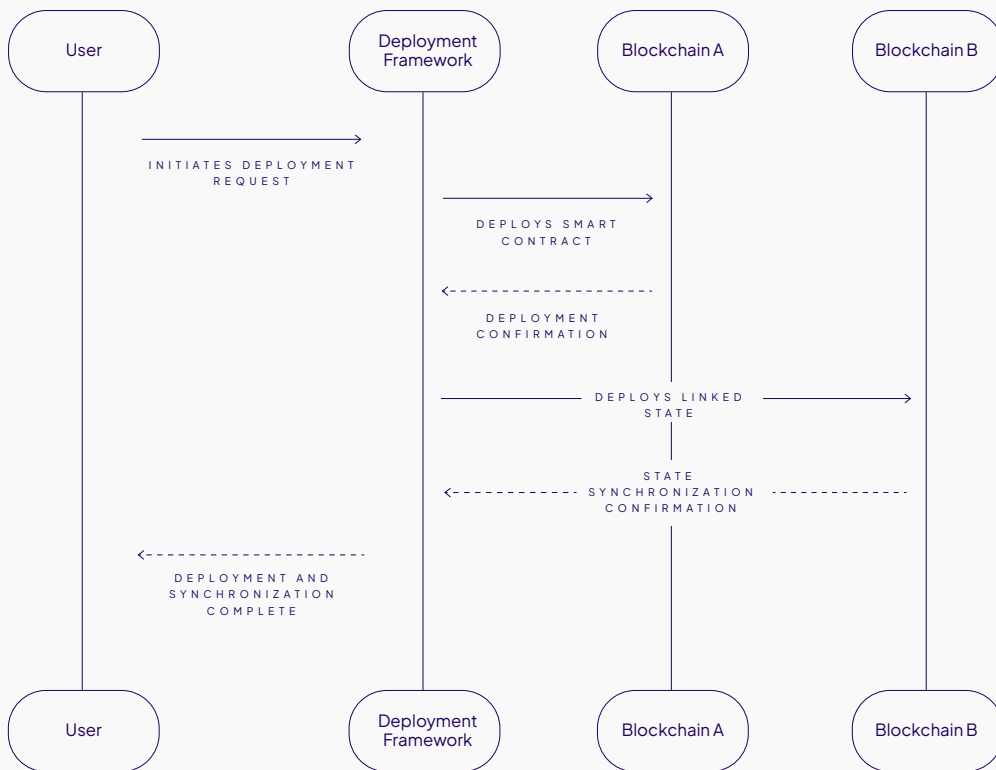 User
Deployment
Framework
Blockchain A
Blockchain B
INITIATES DEPLOYMENT
REQUEST
DEPLOYS SMART
CONTRACT
DEPLOYMENT
CONFIRMATION
DEPLOYS LINKED
STATE
STATE
SYNCHRONIZATION
CONFIRMATION
DEPLOYMENT AND
SYNCHRONIZATION
COMPLETE
User
Deployment
Framework
Blockchain A
Blockchain B